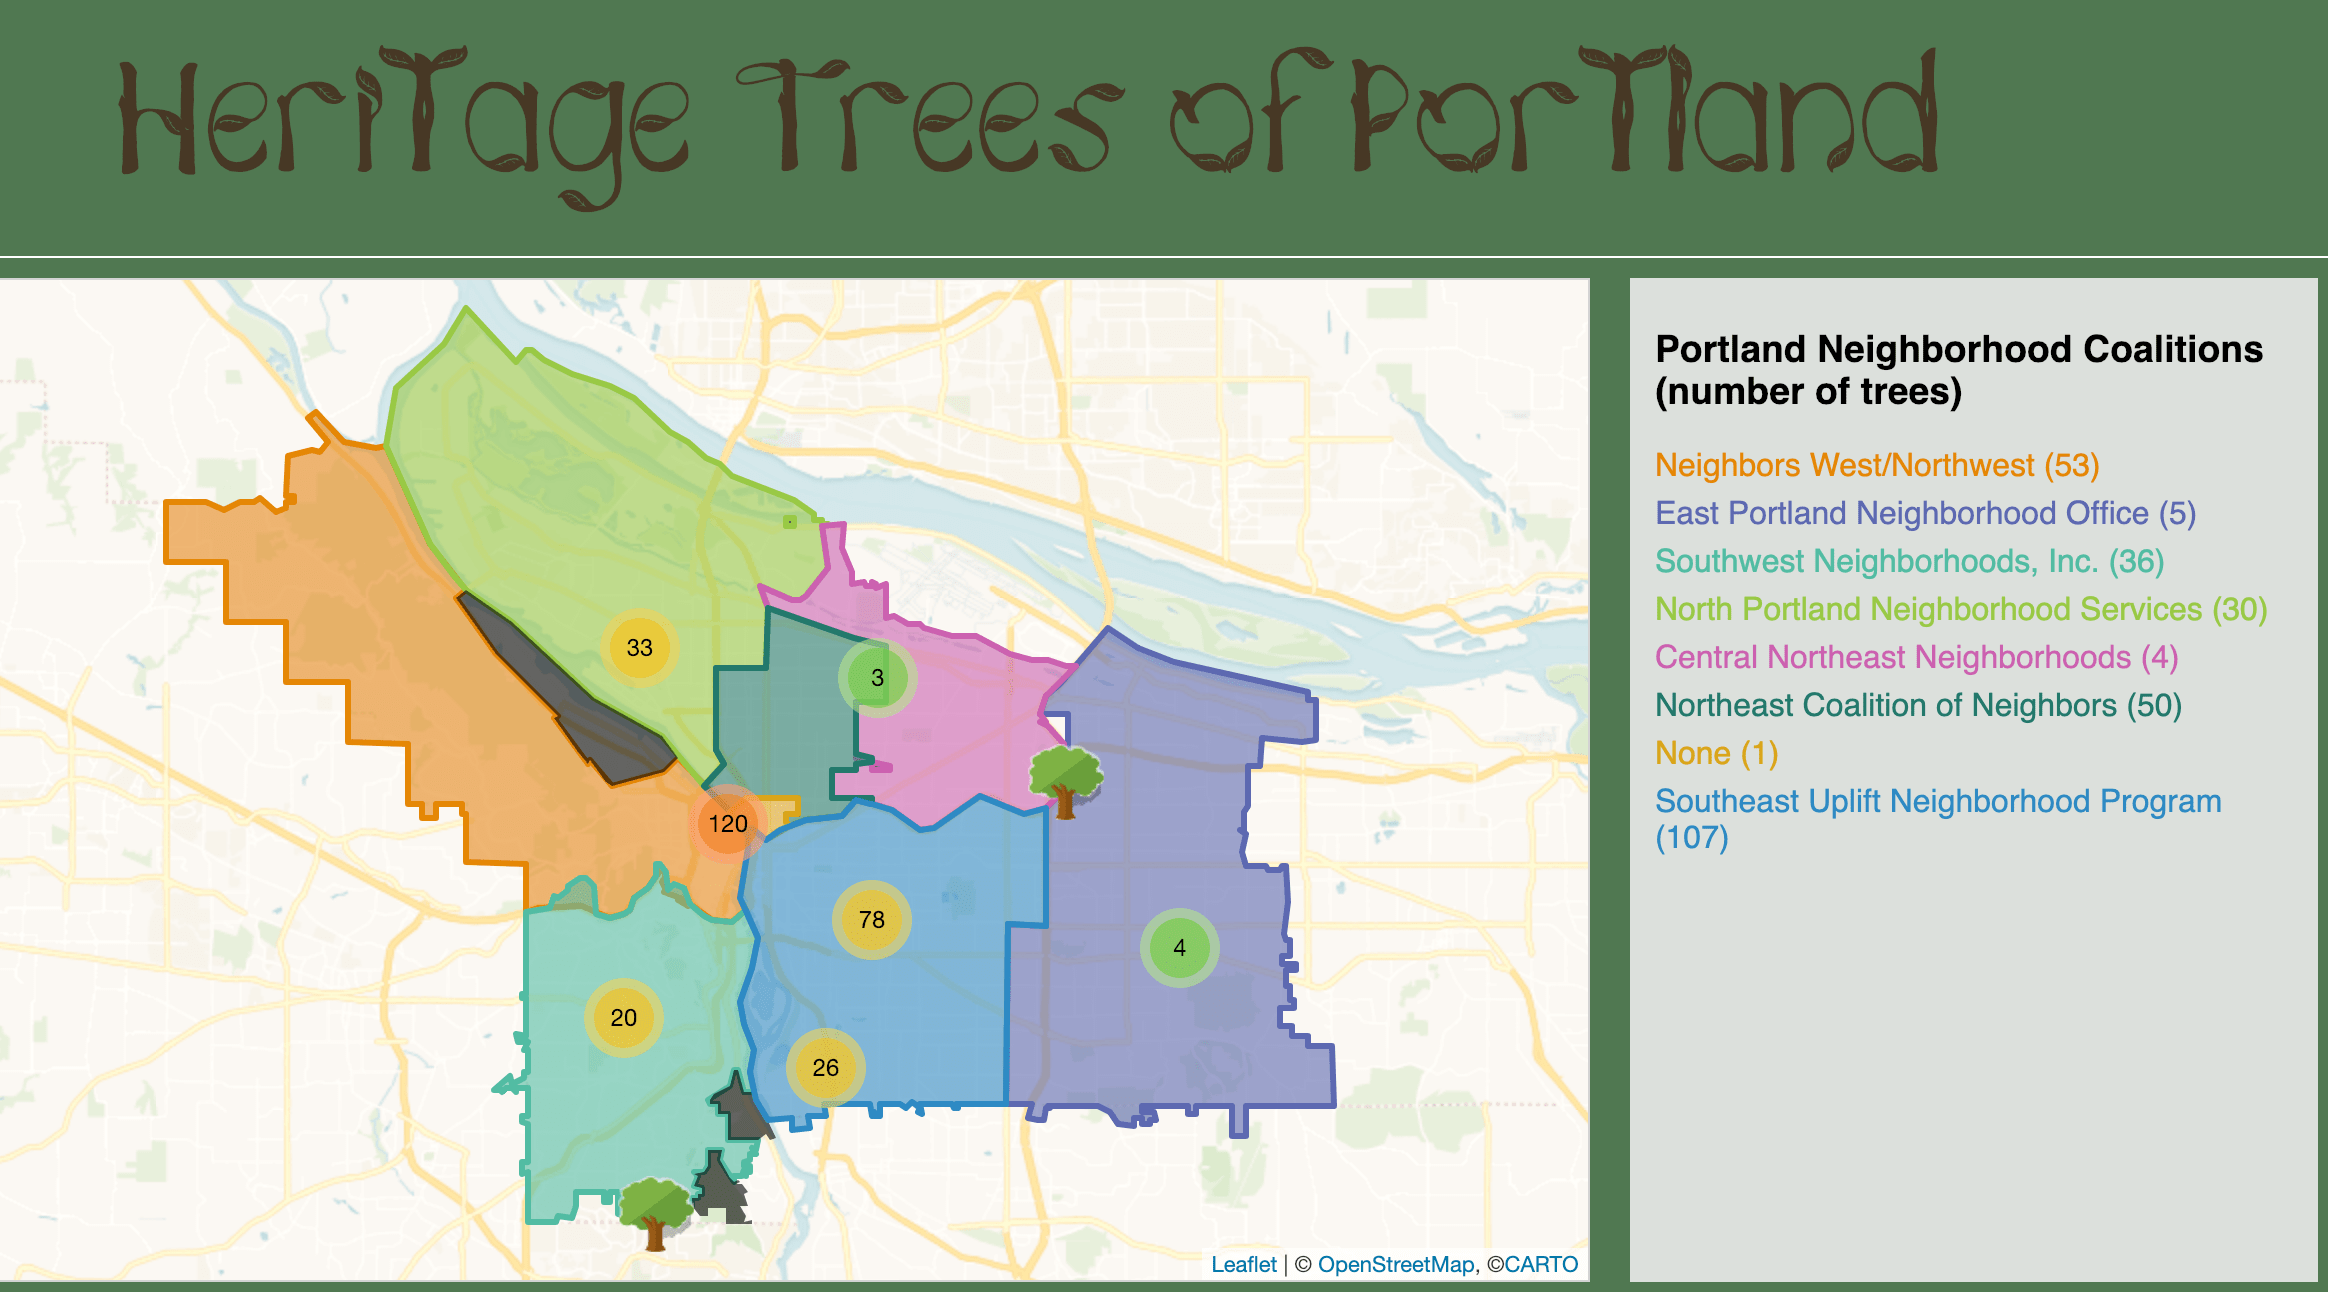 Heritage Trees of Portland
Portland Neighborhood Coalitions
(number of trees)
Neighbors West/Northwest (53)
East Portland Neighborhood Office (5)
Southwest Neighborhoods, Inc. (36)
North Portland Neighborhood Services (30)
Central Northeast Neighborhoods (4)
Northeast Coalition of Neighbors (50)
None (1)
Southeast Uplift Neighborhood Program
(107)
33
3
120
78
4
20
26
Leaflet | © OpenStreetMap, ©CARTO